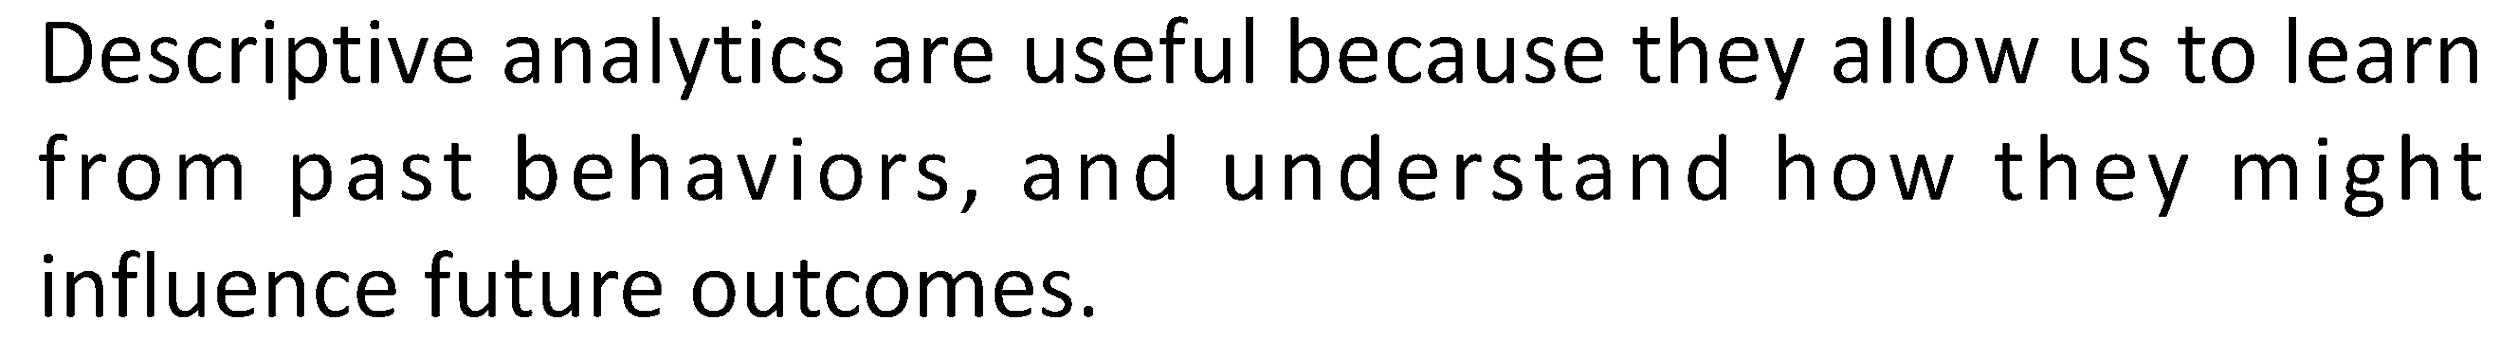 Descriptive analytics are useful because they allow us to learn
from past behaviors, and understand how they might
influence future outcomes.